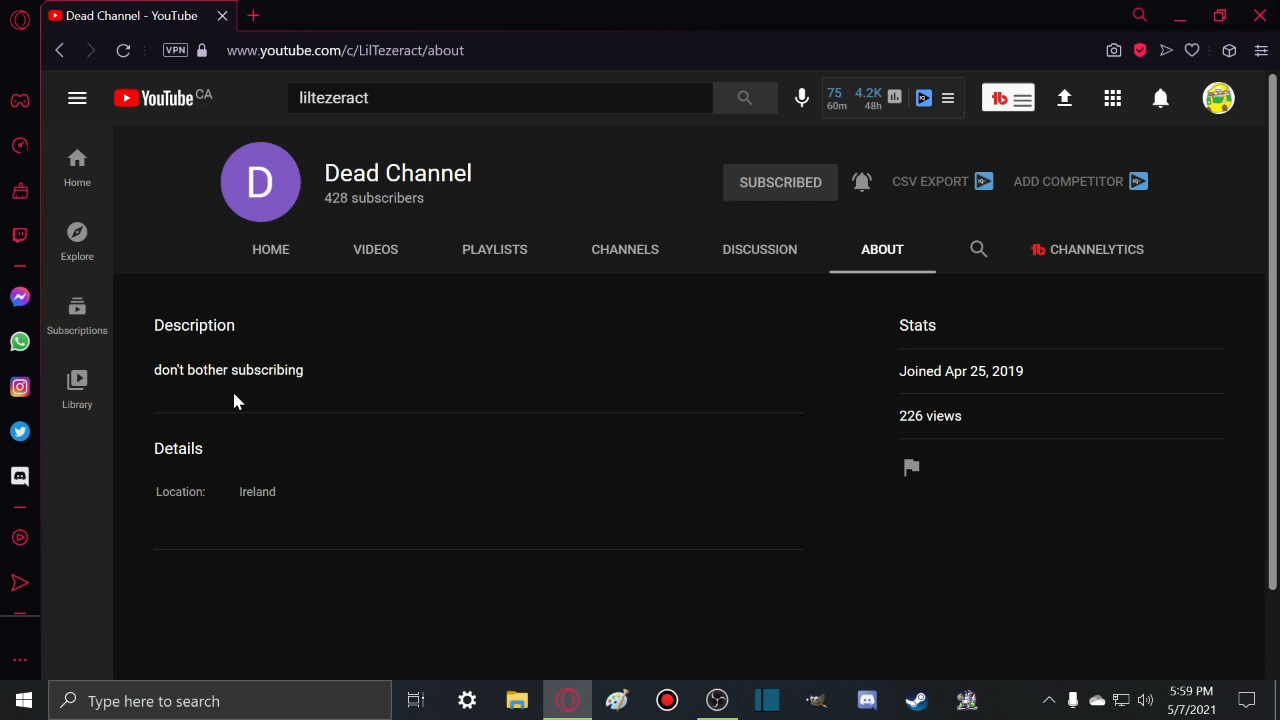 Dead Channel - YouTube
VPN
www.youtube.com/c/LilTezeract/about
YouTube CA
liltezeract
75 60m
4.2K 48h
IQ
tb
Home
Explore
Subscriptions
Library
D
Dead Channel
428 subscribers
SUBSCRIBED
CSV EXPORT
ADD COMPETITOR
HOME
VIDEOS
PLAYLISTS
CHANNELS
DISCUSSION
ABOUT
tb CHANNELYTICS
Description
don't bother subscribing
Details
Location: Ireland
Stats
Joined Apr 25, 2019
226 views
Type here to search
5:59 PM
5/7/2021